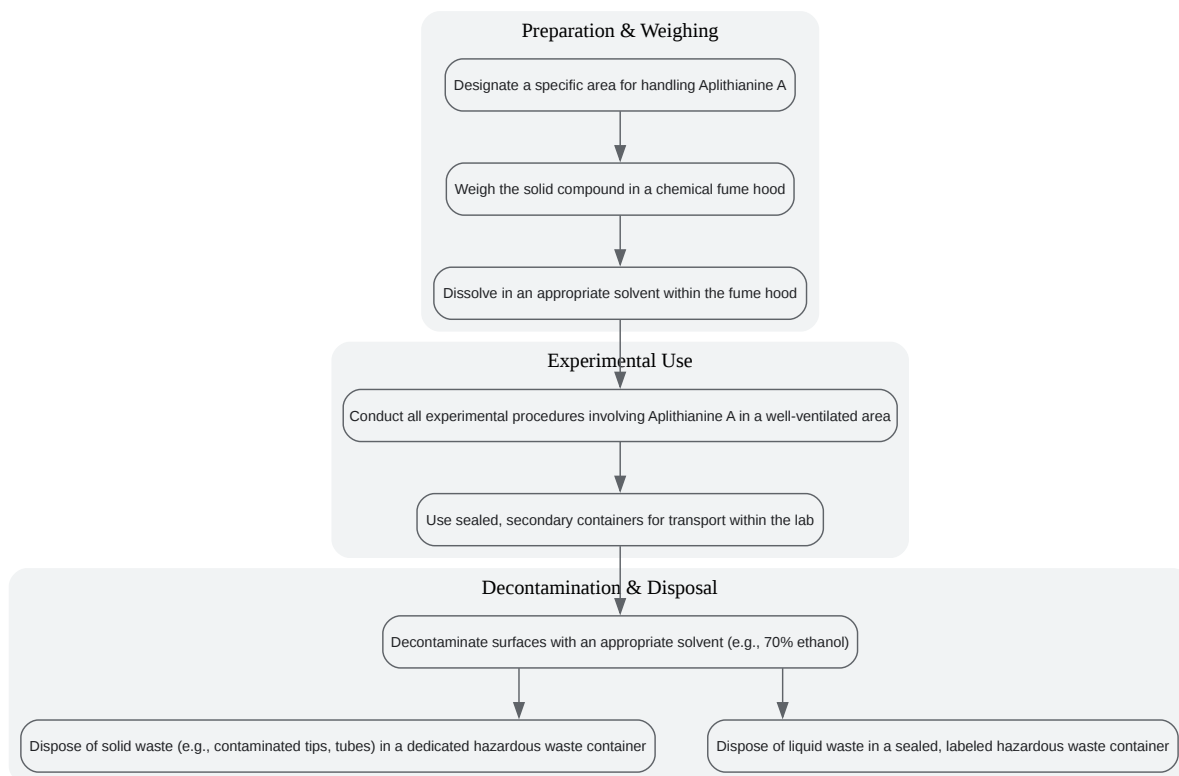 Preparation & Weighing
Designate a specific area for handling Aplithianine A
Weigh the solid compound in a chemical fume hood
Dissolve in an appropriate solvent within the fume hood
Experimental Use
Conduct all experimental procedures involving Aplithianine A in a well-ventilated area
Use sealed, secondary containers for transport within the lab
Decontamination & Disposal
Decontaminate surfaces with an appropriate solvent (e.g., 70% ethanol)
Dispose of solid waste (e.g., contaminated tips, tubes) in a dedicated hazardous waste container
Dispose of liquid waste in a sealed, labeled hazardous waste container